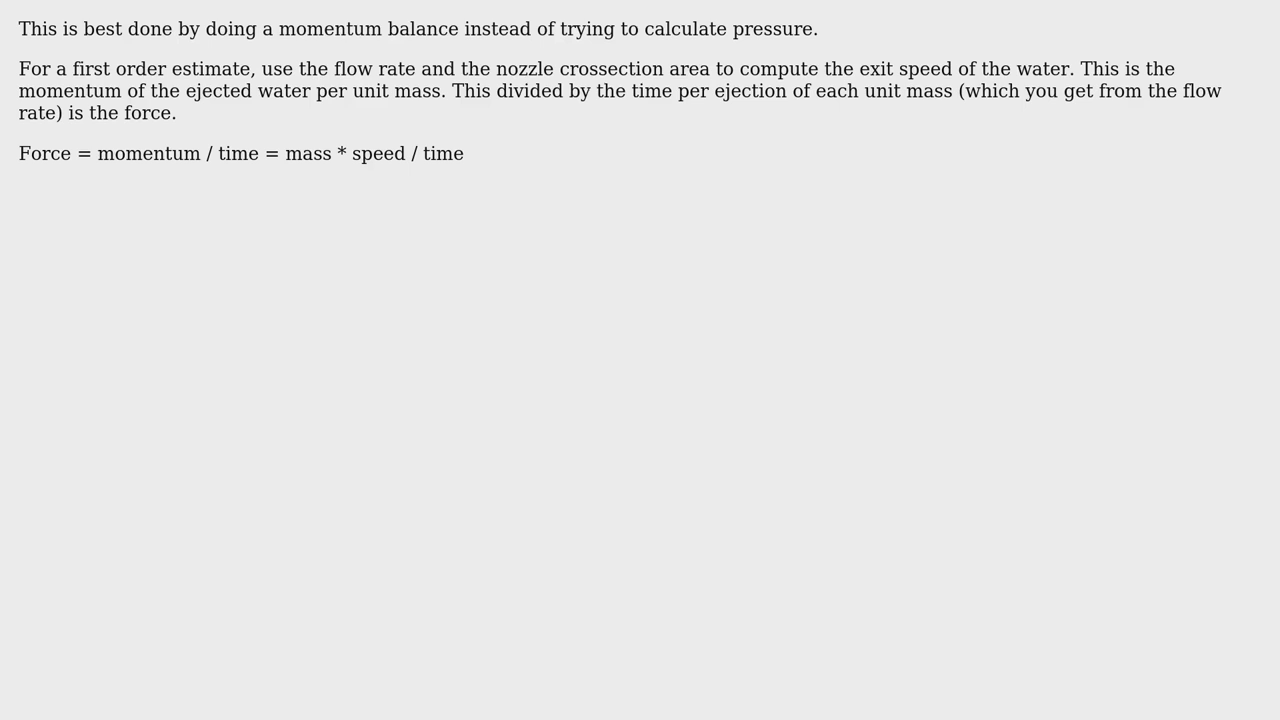 This is best done by doing a momentum balance instead of trying to calculate pressure.
For a first order estimate, use the flow rate and the nozzle crossection area to compute the exit speed of the water. This is the
momentum of the ejected water per unit mass. This divided by the time per ejection of each unit mass (which you get from the flow
rate) is the force.
Force = momentum / time = mass * speed / time